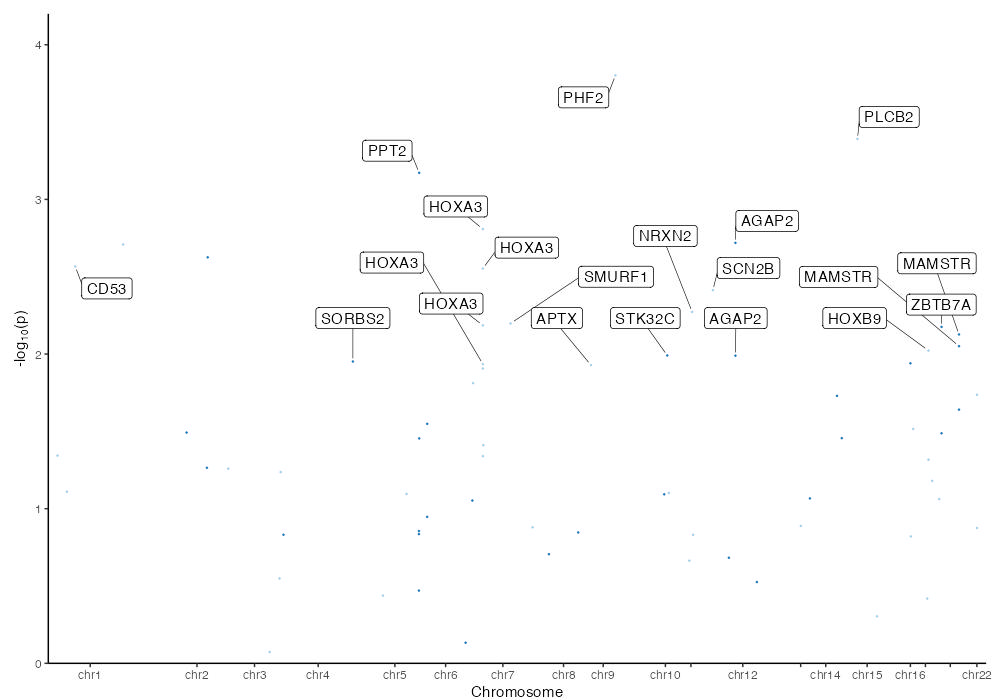 4
PHF2
PLCB2
PPT2
3
HOXA3
AGAP2
NRXN2
HOXA3
HOXA3
MAMSTR
SCN2B
SMURF1
MAMSTR
CD53
HOXA3
ZBTB7A
SORBS2
APTX
STK32C
AGAP2
HOXB9
-log10(p)
2
1
0
chr1 chr2 chr4 chr5 chr6 chr7 chr8 chr9 chr10 chr12 chr14 chr15 chr16 chr22
Chromosome